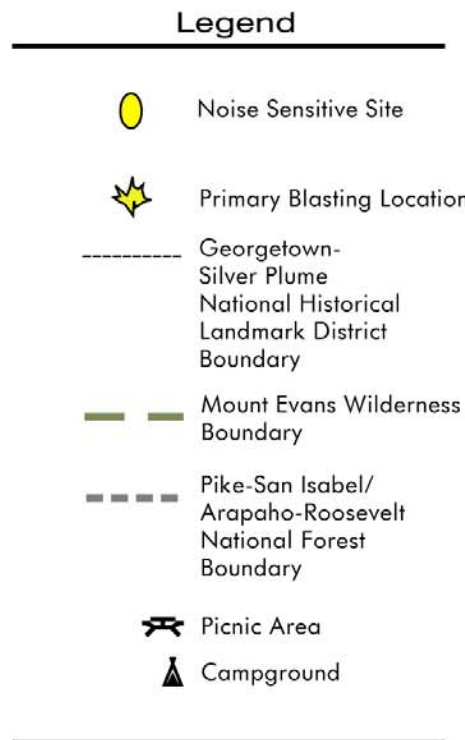 Legend
Noise Sensitive Site
Primary Blasting Location
Georgetown-
Silver Plume
National Historical
Landmark District
Boundary
Mount Evans Wilderness
Boundary
Pike-San Isabel/
Arapaho-Roosevelt
National Forest
Boundary
Picnic Area
Campground